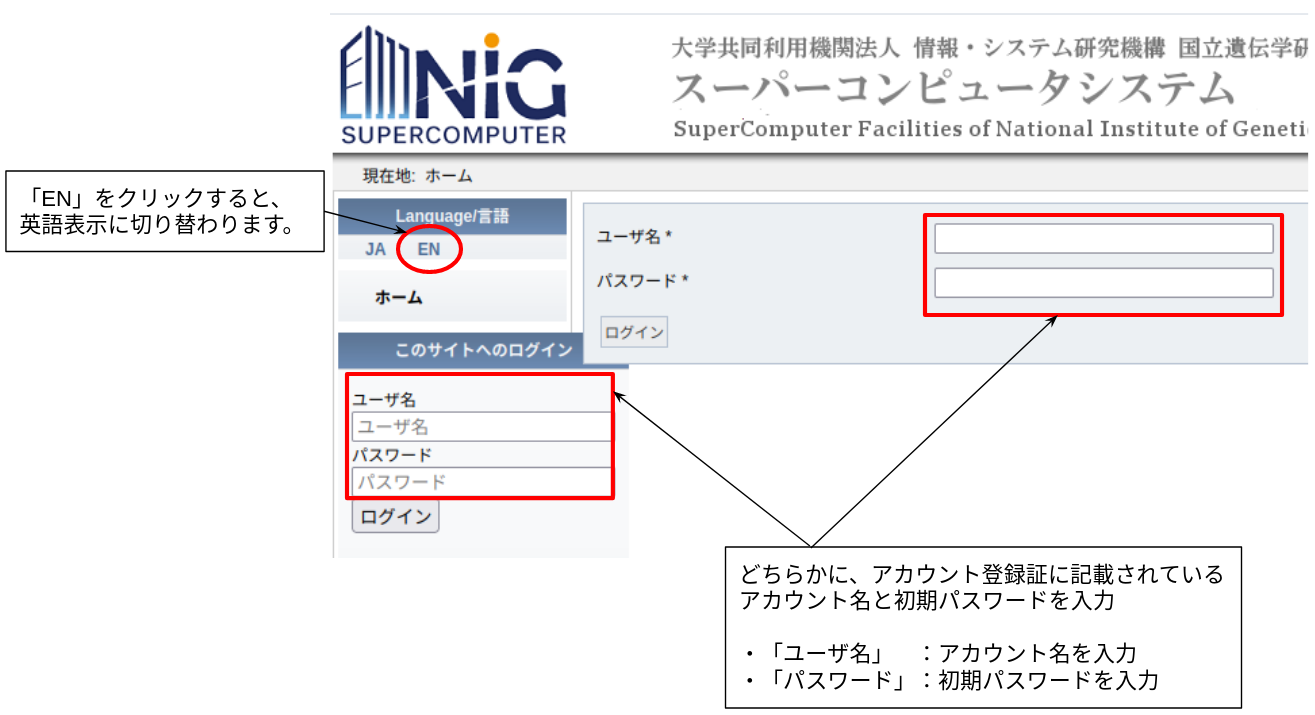 NIG
SUPERCOMPUTER
大学共同利用機関法人 情報・システム研究機構 国立遺伝学研
スーパーコンピュータシステム
SuperComputer Facilities of National Institute of Geneti
現在地: ホーム
「EN」をクリックすると、
英語表示に切り替わります。
Language/言語
JA EN
ホーム
このサイトへのログイン
ユーザ名
ユーザ名
パスワード
パスワード
ログイン
ユーザ名 *
パスワード *
ログイン
どちらかに、アカウント登録証に記載されている
アカウント名と初期パスワードを入力
・「ユーザ名」　：アカウント名を入力
・「パスワード」：初期パスワードを入力